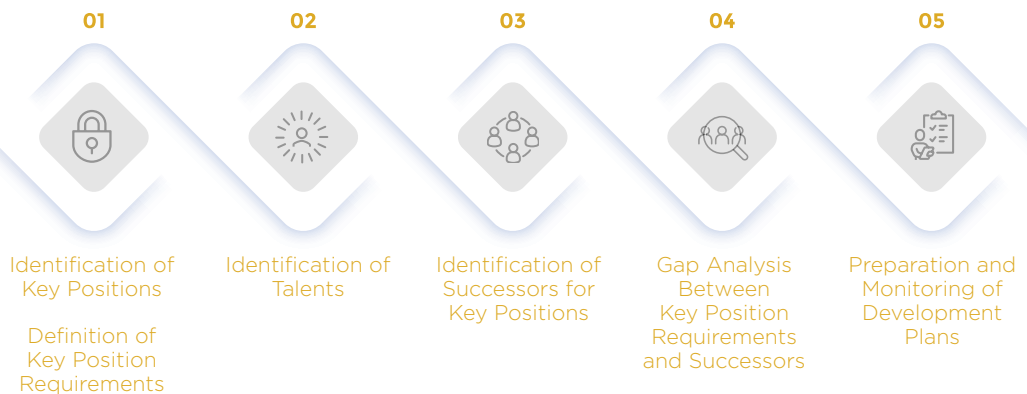 01
Identification of
Key Positions
Definition of
Key Position
Requirements
02
Identification of
Talents
03
Identification of
Successors for
Key Positions
04
Gap Analysis
Between
Key Position
Requirements
and Successors
05
Preparation and
Monitoring of
Development
Plans